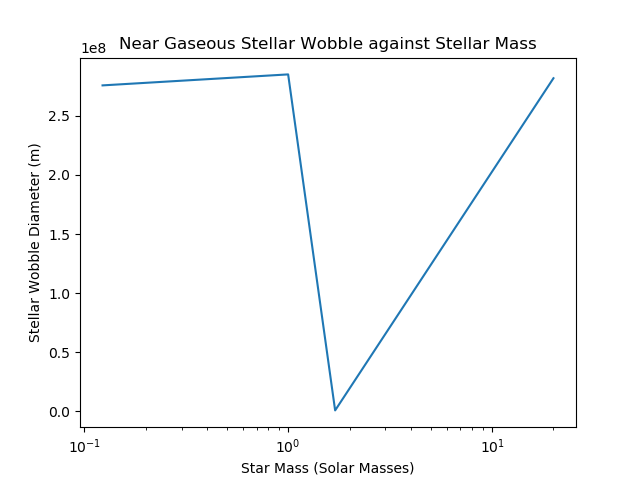 Near Gaseous Stellar Wobble against Stellar Mass
1e8
Stellar Wobble Diameter (m)
2.5
2.0
1.5
1.0
0.5
0.0
10⁻¹ 10⁰ 10¹
Star Mass (Solar Masses)